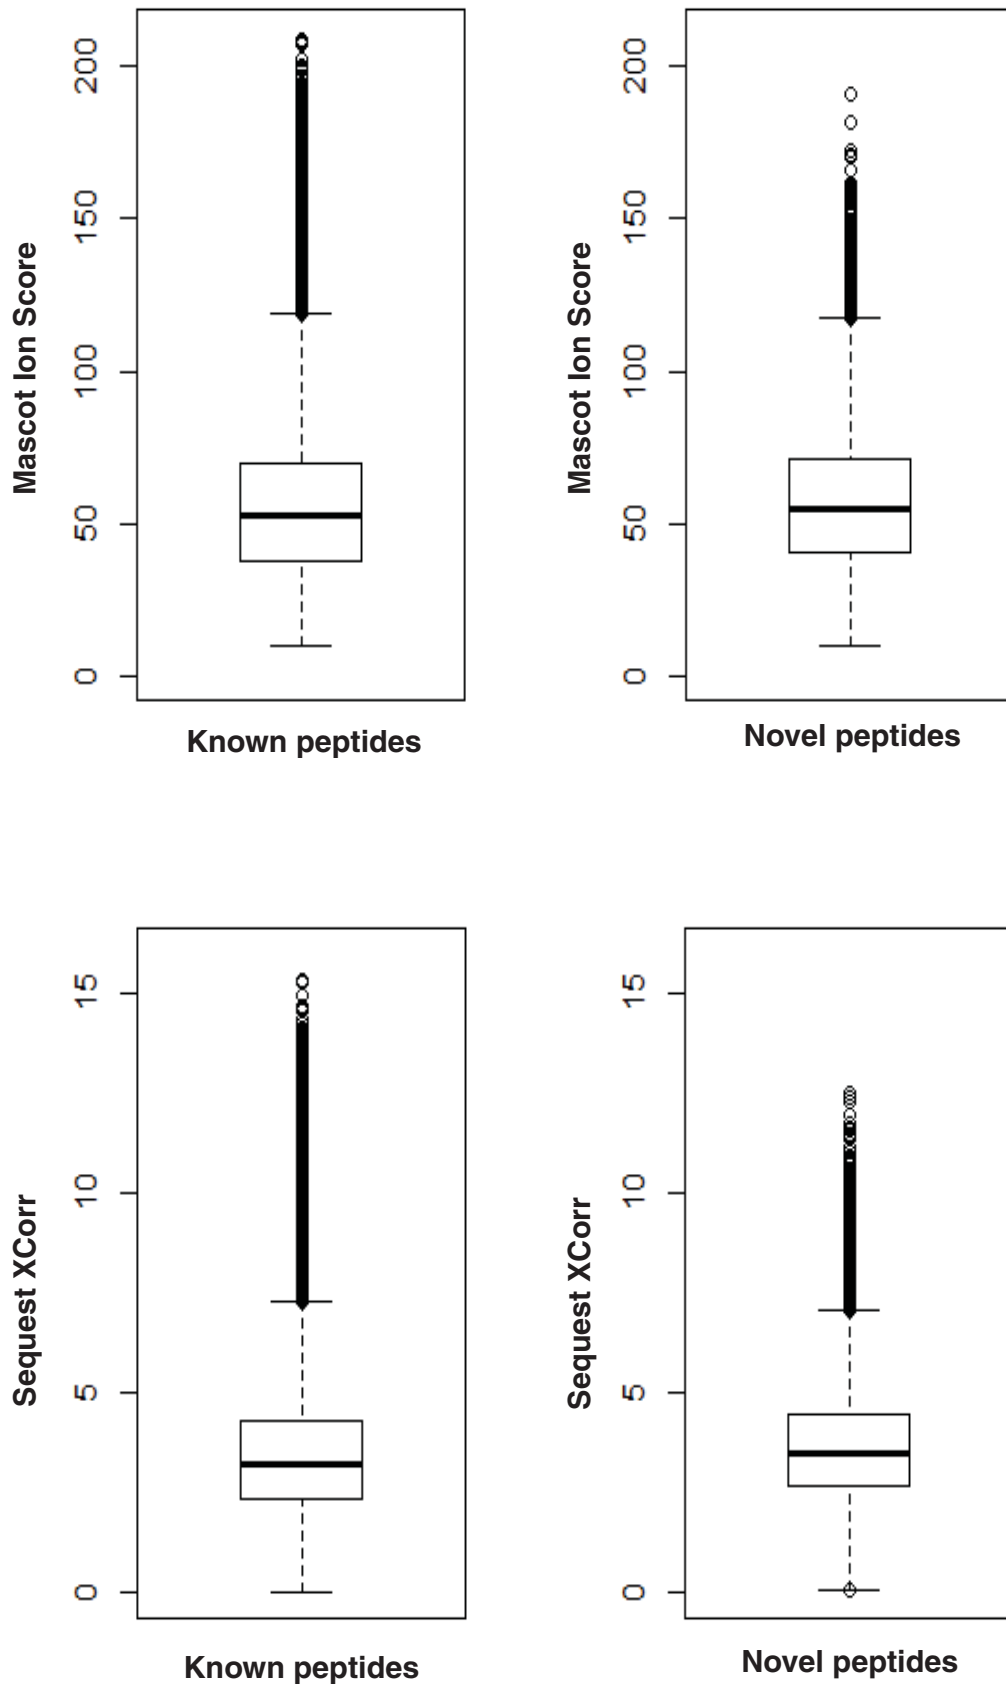 Mascot Ion Score
200
150
100
50
0
Known peptides
Mascot Ion Score
200
150
100
50
0
Novel peptides
Sequest XCorr
15
10
5
0
Known peptides
Sequest XCorr
15
10
5
0
Novel peptides